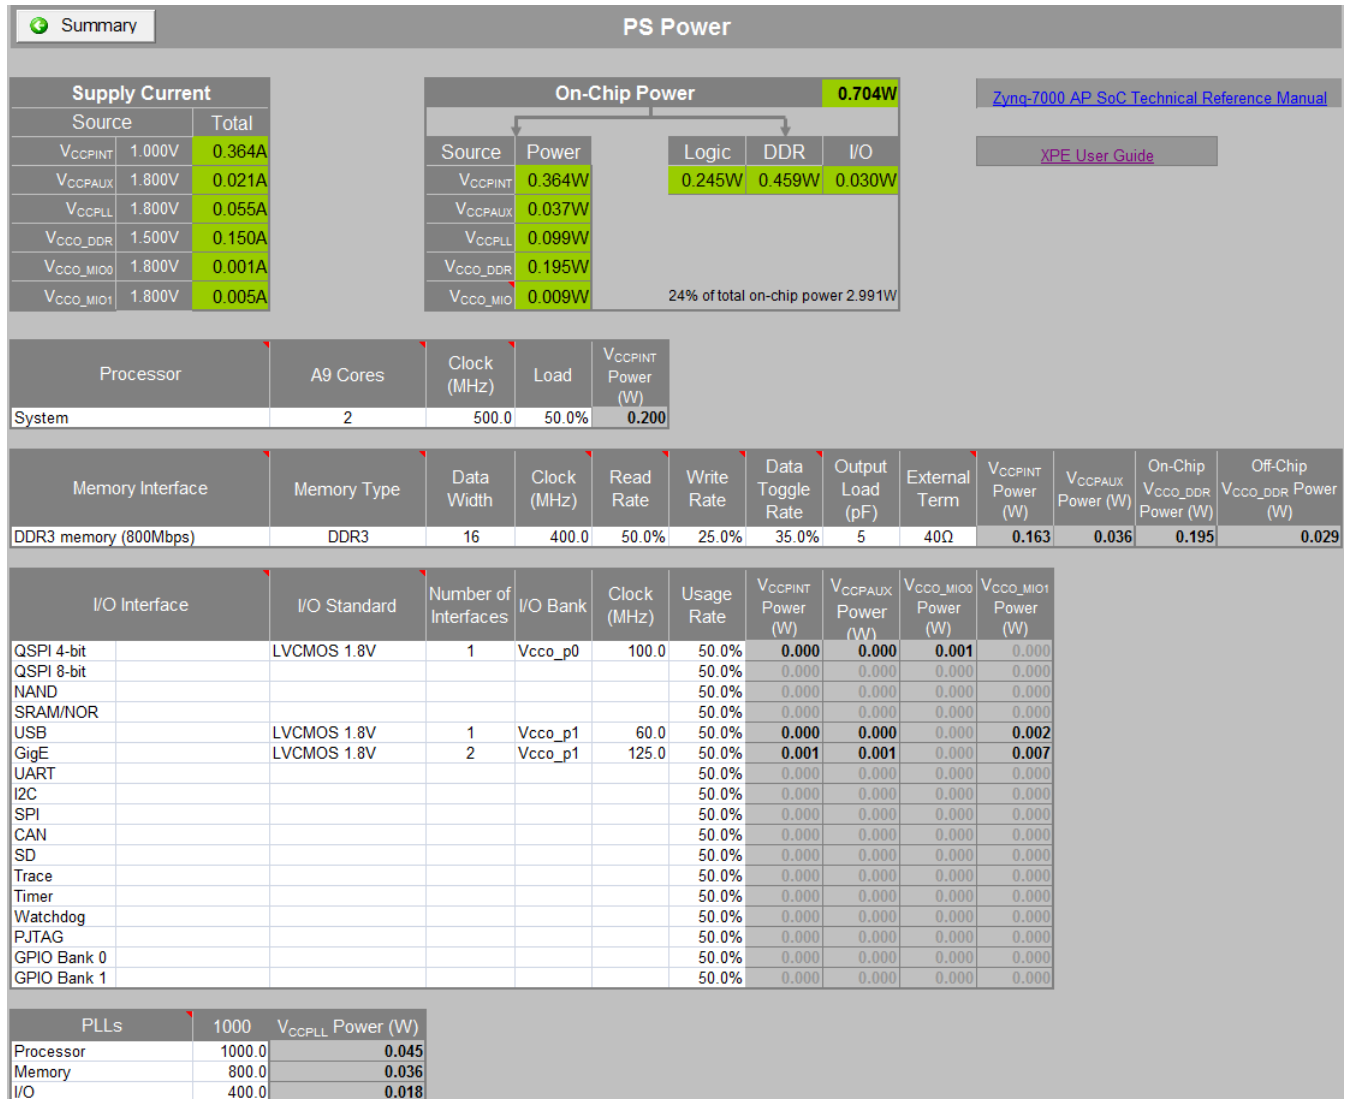 Summary
PS Power
Supply Current
Source Total
VCCPINT 1.000V 0.364A
VCCPAUX 1.800V 0.021A
VCCPLL 1.800V 0.055A
VCCO_DDR 1.500V 0.150A
VCCO_MIO0 1.800V 0.001A
VCCO_MIO1 1.800V 0.005A
On-Chip Power 0.704W
Source Power
VCCPINT 0.364W
VCCPAUX 0.037W
VCCPLL 0.099W
VCCO_DDR 0.195W
VCCO_MIO 0.009W
Logic DDR I/O
0.245W 0.459W 0.030W
24% of total on-chip power 2.991W
Zynq-7000 AP SoC Technical Reference Manual
XPE User Guide
Processor A9 Cores Clock (MHz) Load VCCPINT Power (W)
System 2 500.0 50.0% 0.200
Memory Interface Memory Type Data Width Clock (MHz) Read Rate Write Rate Data Toggle Rate Output Load (pF) External Term VCCPINT Power (W) VCCPAUX Power (W) On-Chip VCCO_DDR Power (W) Off-Chip VCCO_DDR Power (W)
DDR3 memory (800Mbps) DDR3 16 400.0 50.0% 25.0% 35.0% 5 40Ω 0.163 0.036 0.195 0.029
I/O Interface I/O Standard Number of Interfaces I/O Bank Clock (MHz) Usage Rate VCCPINT Power (W) VCCPAUX Power (W) VCCO_MIO0 Power (W) VCCO_MIO1 Power (W)
QSPI 4-bit LVCMOS 1.8V 1 Vcco_p0 100.0 50.0% 0.000 0.000 0.001 0.000
QSPI 8-bit 50.0% 0.000 0.000 0.000 0.000
NAND 50.0% 0.000 0.000 0.000 0.000
SRAM/NOR 50.0% 0.000 0.000 0.000 0.000
USB LVCMOS 1.8V 1 Vcco_p1 60.0 50.0% 0.000 0.000 0.000 0.002
GigE LVCMOS 1.8V 2 Vcco_p1 125.0 50.0% 0.001 0.001 0.000 0.007
UART 50.0% 0.000 0.000 0.000 0.000
I2C 50.0% 0.000 0.000 0.000 0.000
SPI 50.0% 0.000 0.000 0.000 0.000
CAN 50.0% 0.000 0.000 0.000 0.000
SD 50.0% 0.000 0.000 0.000 0.000
Trace 50.0% 0.000 0.000 0.000 0.000
Timer 50.0% 0.000 0.000 0.000 0.000
Watchdog 50.0% 0.000 0.000 0.000 0.000
PJTAG 50.0% 0.000 0.000 0.000 0.000
GPIO Bank 0 50.0% 0.000 0.000 0.000 0.000
GPIO Bank 1 50.0% 0.000 0.000 0.000 0.000
PLLs 1000 VCCPLL Power (W)
Processor 1000.0 0.045
Memory 800.0 0.036
I/O 400.0 0.018